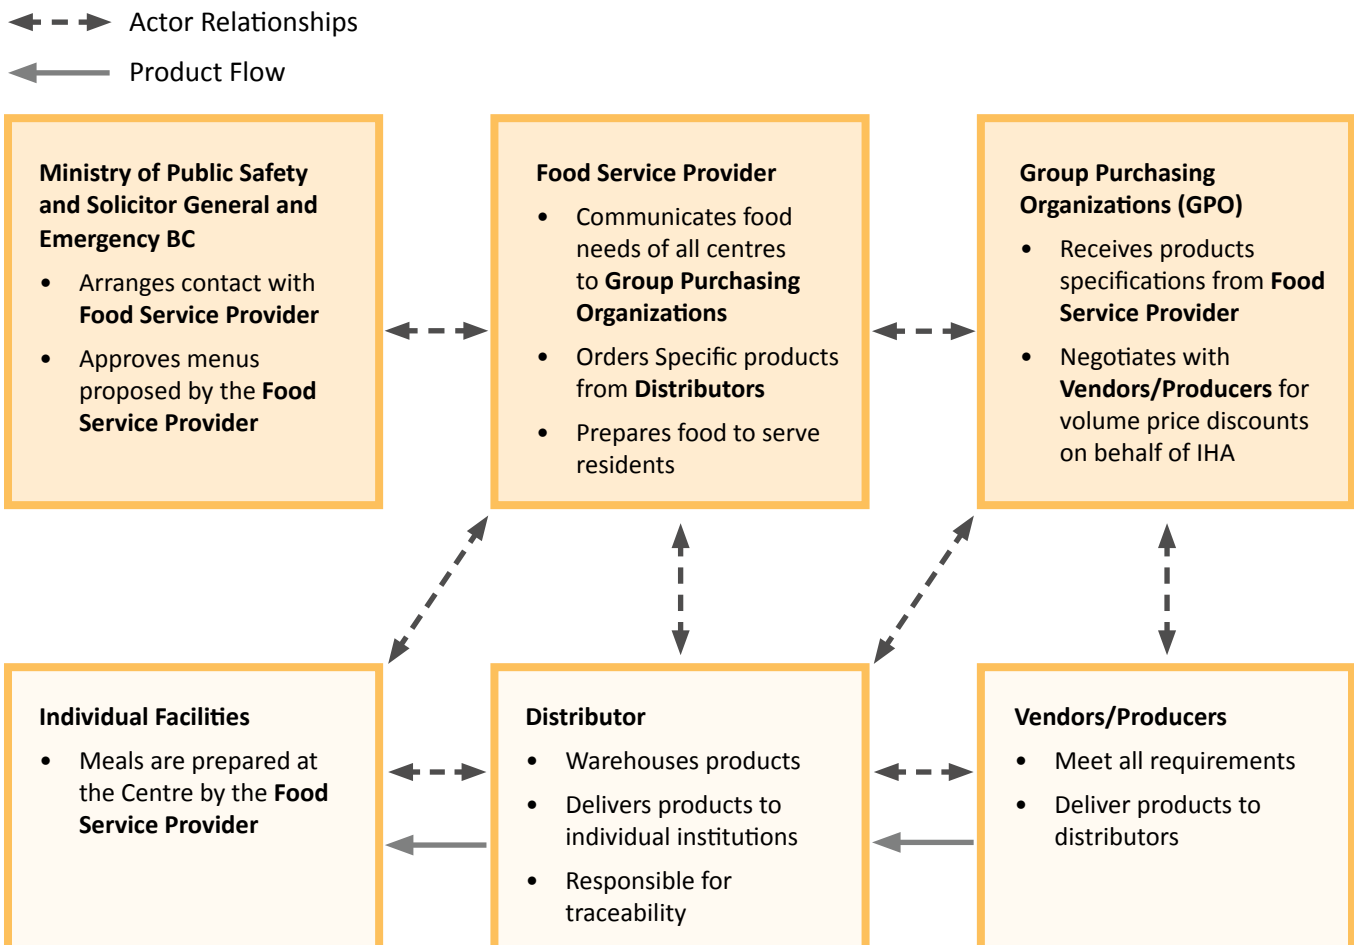 Actor Relationships
Product Flow
Ministry of Public Safety
and Solicitor General and
Emergency BC
• Arranges contact with
Food Service Provider
• Approves menus
proposed by the Food
Service Provider
Food Service Provider
• Communicates food
needs of all centres
to Group Purchasing
Organizations
• Orders Specific products
from Distributors
• Prepares food to serve
residents
Group Purchasing
Organizations (GPO)
• Receives products
specifications from Food
Service Provider
• Negotiates with
Vendors/Producers for
volume price discounts
on behalf of IHA
Individual Facilities
• Meals are prepared at
the Centre by the Food
Service Provider
Distributor
• Warehouses products
• Delivers products to
individual institutions
• Responsible for
traceability
Vendors/Producers
• Meet all requirements
• Deliver products to
distributors